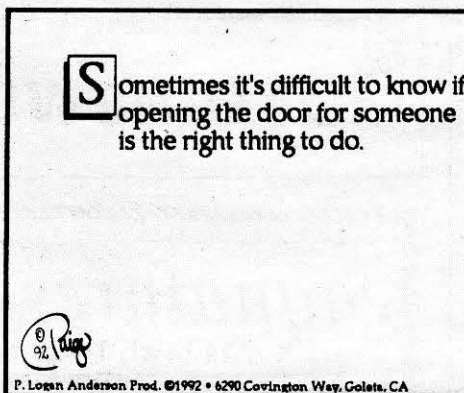 Sometimes it's difficult to know if
opening the door for someone
is the right thing to do.
© 92 Paige
P. Logan Anderson Prod. ©1992 • 6290 Covington Way, Goleta, CA